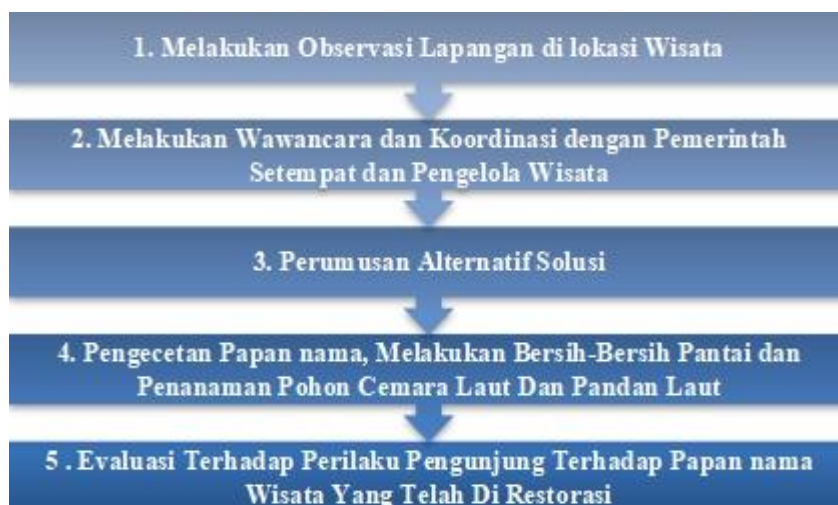 1. Melakukan Observasi Lapangan di lokasi Wisata
2. Melakukan Wawancara dan Koordinasi dengan Pemerintah
Setempat dan Pengelola Wisata
3. Perumusan Alternatif Solusi
4. Pengecetan Papan nama, Melakukan Bersih-Bersih Pantai dan
Penanaman Pohon Cemara Laut Dan Pandan Laut
5 . Evaluasi Terhadap Perilaku Pengunjung Terhadap Papan nama
Wisata Yang Telah Di Restorasi